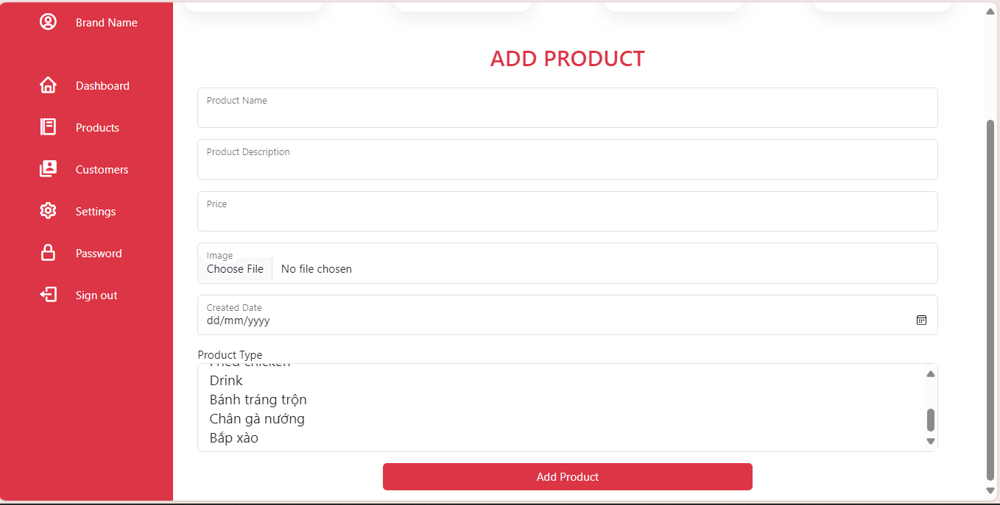 Brand Name
Dashboard
Products
Customers
Settings
Password
Sign out
ADD PRODUCT
Product Name
Product Description
Price
Image
Choose File No file chosen
Created Date
dd/mm/yyyy
Product Type
Fried chicken
Drink
Bánh tráng trộn
Chân gà nướng
Bắp xào
Add Product